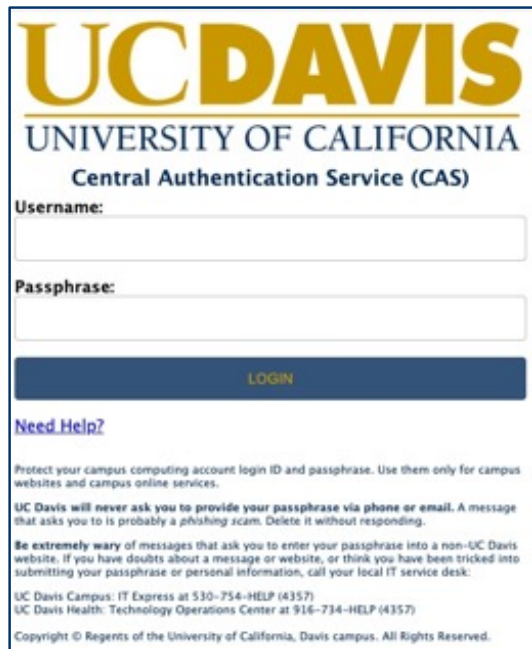 UCDAVIS
UNIVERSITY OF CALIFORNIA
Central Authentication Service (CAS)
Username:
Passphrase:
LOGIN
Need Help?
Protect your campus computing account login ID and passphrase. Use them only for campus
websites and campus online services.
UC Davis will never ask you to provide your passphrase via phone or email. A message
that asks you to is probably a phishing scam. Delete it without responding.
Be extremely wary of messages that ask you to enter your passphrase into a non-UC Davis
website. If you have doubts about a message or website, or think you have been tricked into
submitting your passphrase or personal information, call your local IT service desk:
UC Davis Campus: IT Express at 530-754-HELP (4357)
UC Davis Health: Technology Operations Center at 916-734-HELP (4357)
Copyright © Regents of the University of California, Davis campus. All Rights Reserved.